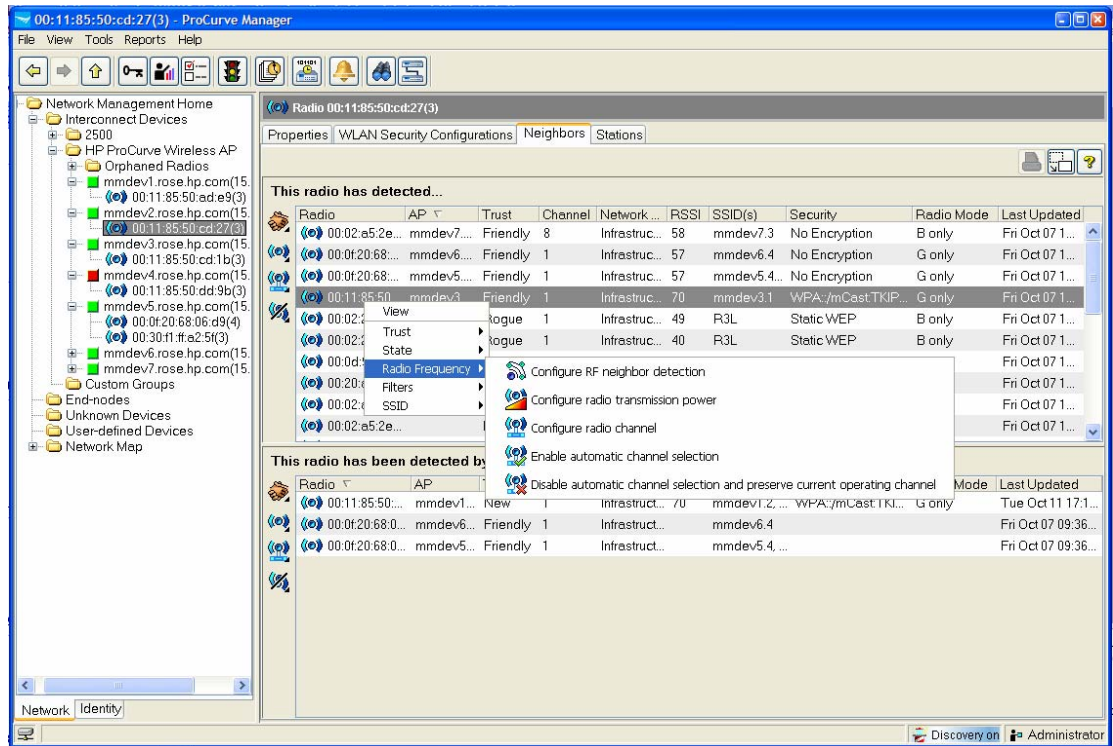 00:11:85:50:cd:27(3) - ProCurve Manager
File View Tools Reports Help
Network Management Home
Interconnect Devices
2500
HP ProCurve Wireless AP
Orphaned Radios
mmdev1.rose.hp.com(15.
00:11:85:50:ad:e9(3)
mmdev2.rose.hp.com(15.
00:11:85:50:cd:27(3)
mmdev3.rose.hp.com(15.
00:11:85:50:cd:1b(3)
mmdev4.rose.hp.com(15.
00:11:85:50:dd:9b(3)
mmdev5.rose.hp.com(15.
00:0f:20:68:06:d9(4)
00:30:f1:ff:a2:5f(3)
mmdev6.rose.hp.com(15.
mmdev7.rose.hp.com(15.
Custom Groups
End-nodes
Unknown Devices
User-defined Devices
Network Map
Network Identity
Radio 00:11:85:50:cd:27(3)
Properties WLAN Security Configurations Neighbors Stations
This radio has detected...
Radio AP Trust Channel Network ... RSSI SSID(s) Security Radio Mode Last Updated
00:02:a5:2e... mmdev7.... Friendly 8 Infrastruc... 58 mmdev7.3 No Encryption B only Fri Oct 07 1...
00:0f:20:68:... mmdev6.... Friendly 1 Infrastruc... 57 mmdev6.4 No Encryption G only Fri Oct 07 1...
00:0f:20:68:... mmdev5.... Friendly 1 Infrastruc... 57 mmdev5.4... No Encryption G only Fri Oct 07 1...
00:11:85:50 mmdev3 Friendly 1 Infrastruc... 70 mmdev3.1 WPA:/mCast:TKIP... G only Fri Oct 07 1...
00:02: Rogue 1 Infrastruc... 49 R3L Static WEP B only Fri Oct 07 1...
00:02: Rogue 1 Infrastruc... 40 R3L Static WEP B only Fri Oct 07 1...
00:0d: Fri Oct 07 1...
00:20: Fri Oct 07 1...
00:02: Fri Oct 07 1...
00:02:a5:2e... Fri Oct 07 1...
View
Trust
State
Radio Frequency
Filters
SSID
Configure RF neighbor detection
Configure radio transmission power
Configure radio channel
Enable automatic channel selection
Disable automatic channel selection and preserve current operating channel
This radio has been detected by
Radio AP Mode Last Updated
00:11:85:50:... mmdev1... New 1 Infrastruct... 70 mmdev1.2, ... WPA:/mCast:TKI... G only Tue Oct 11 17:1...
00:0f:20:68:0... mmdev6... Friendly 1 Infrastruct... mmdev6.4 Fri Oct 07 09:36...
00:0f:20:68:0... mmdev5... Friendly 1 Infrastruct... mmdev5.4, ... Fri Oct 07 09:36...
Discovery on Administrator